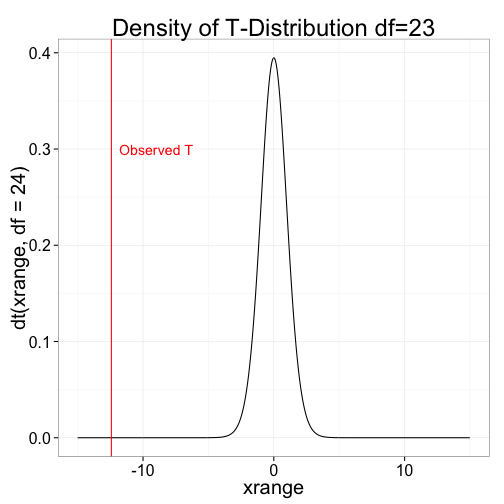 Density of T-Distribution df=23
0.4
0.3
0.2
0.1
0.0
dt(xrange, df = 24)
Observed T
-10
0
10
xrange